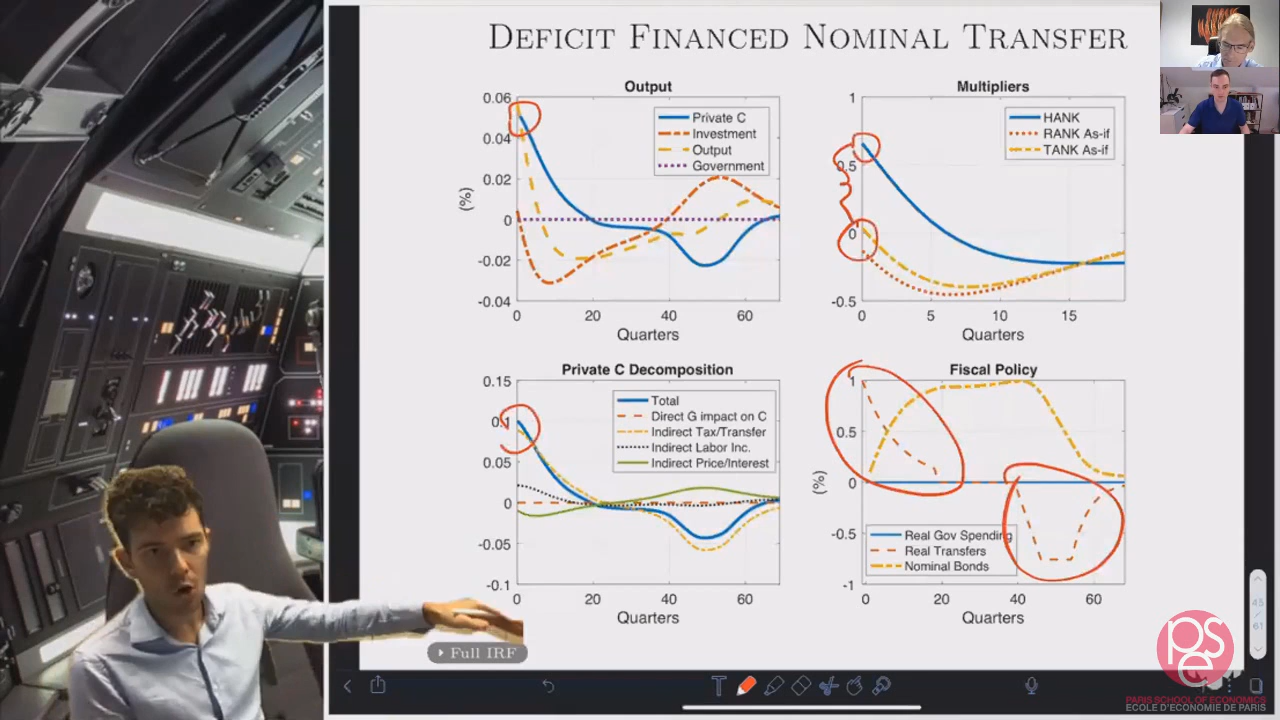 DEFICIT FINANCED NOMINAL TRANSFER
Output
0.06
0.04
0.02
0
-0.02
-0.04
(%)
0
20
40
60
Quarters
Private C
Investment
Output
Government
Multipliers
1
0.5
0
-0.5
0
5
10
15
Quarters
HANK
RANK As-if
TANK As-if
Private C Decomposition
0.15
0.1
0.05
0
-0.05
-0.1
0
20
40
60
Quarters
Total
Direct G impact on C
Indirect Tax/Transfer
Indirect Labor Inc.
Indirect Price/Interest
Fiscal Policy
1
0.5
0
-0.5
-1
(%)
0
20
40
60
Quarters
Real Gov Spending
Real Transfers
Nominal Bonds
Full IRF
45
/
61
pse
PARIS SCHOOL OF ECONOMICS
ECOLE D'ECONOMIE DE PARIS